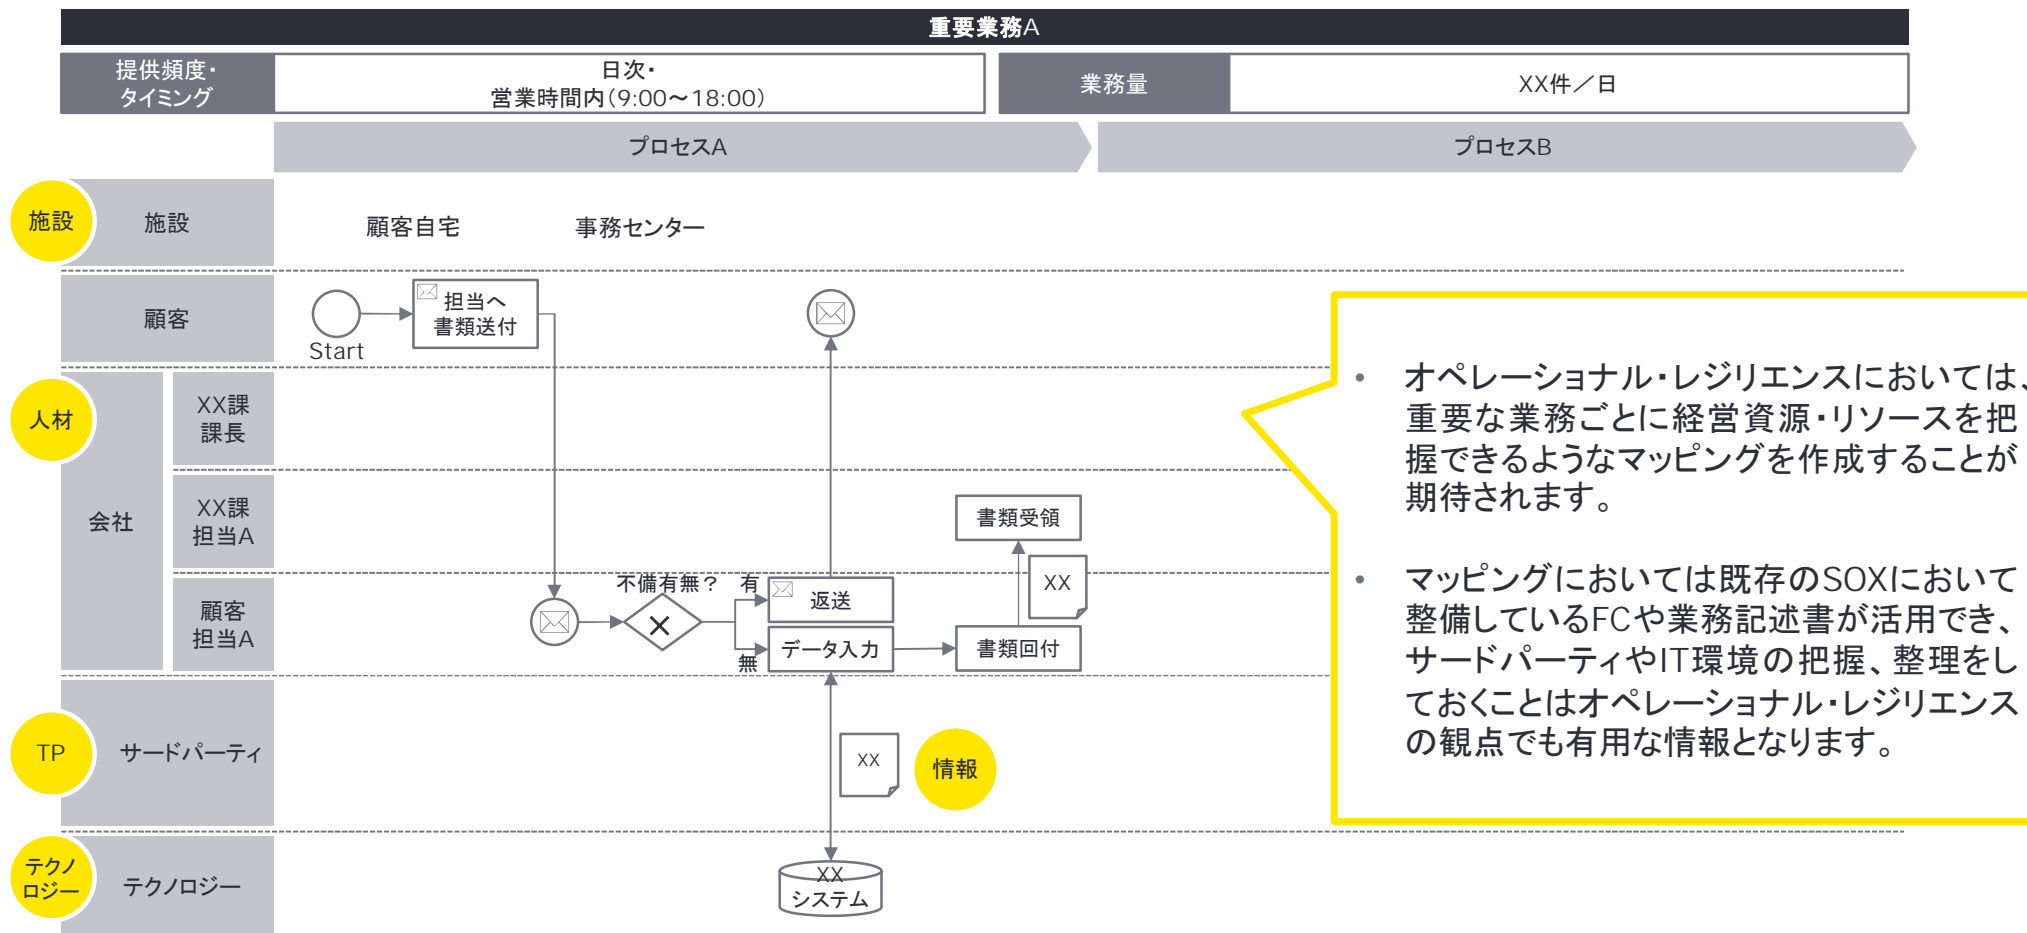 重要業務A
提供頻度・
タイミング
日次・
営業時間内(9:00～18:00)
業務量
XX件／日
プロセスA
プロセスB
施設
施設
顧客自宅
事務センター
顧客
Start
担当へ
書類送付
人材
会社
XX課
課長
XX課
担当A
書類受領
顧客
担当A
不備有無？
有
無
返送
データ入力
書類回付
XX
TP
サードパーティ
XX
情報
テクノ
ロジー
テクノロジー
XX
システム
• オペレーショナル・レジリエンスにおいては、
重要な業務ごとに経営資源・リソースを把
握できるようなマッピングを作成することが
期待されます。
• マッピングにおいては既存のSOXにおいて
整備しているFCや業務記述書が活用でき、
サードパーティやIT環境の把握、整理をし
ておくことはオペレーショナル・レジリエンス
の観点でも有用な情報となります。